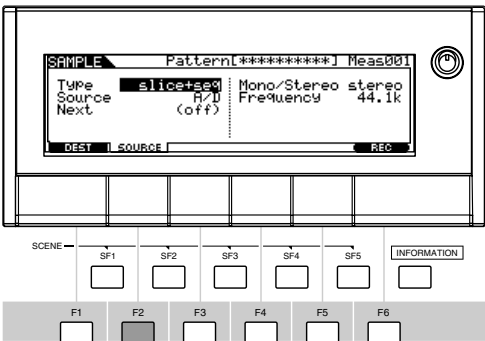 SAMPLE Pattern[**********] Meas001
Type slice+seq Mono/Stereo stereo
Source A/D Frequency 44.1k
Next (off)
DEST SOURCE REC
SCENE SF1 SF2 SF3 SF4 SF5 INFORMATION
F1 F2 F3 F4 F5 F6